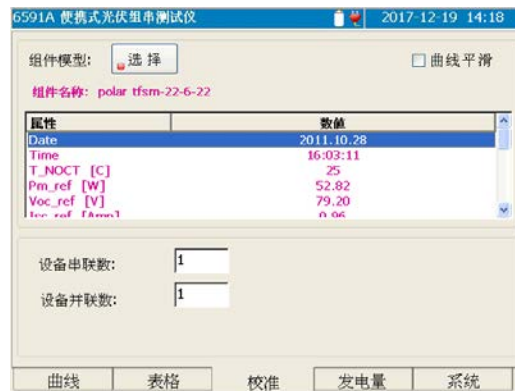 6591A 便携式光伏组串测试仪 2017-12-19 14:18
组件模型: 选 择 曲线平滑
组件名称: polar tfsm-22-6-22
属性 数值
Date 2011.10.28
Time 16:03:11
T_NOCT [C] 25
Pm_ref [W] 52.82
Voc_ref [V] 79.20
Isc_ref [Amp] 0.96
设备串联数: 1
设备并联数: 1
曲线 表格 校准 发电量 系统